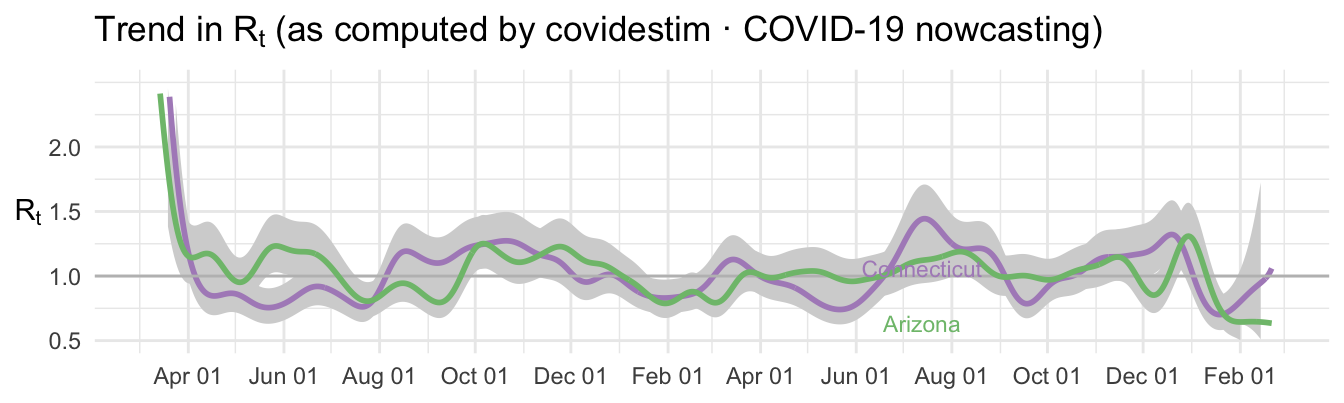 Trend in Rt (as computed by covidestim · COVID-19 nowcasting)
2.0
Rt
1.5
1.0
0.5
Connecticut
Arizona
Apr 01 Jun 01 Aug 01 Oct 01 Dec 01 Feb 01 Apr 01 Jun 01 Aug 01 Oct 01 Dec 01 Feb 01